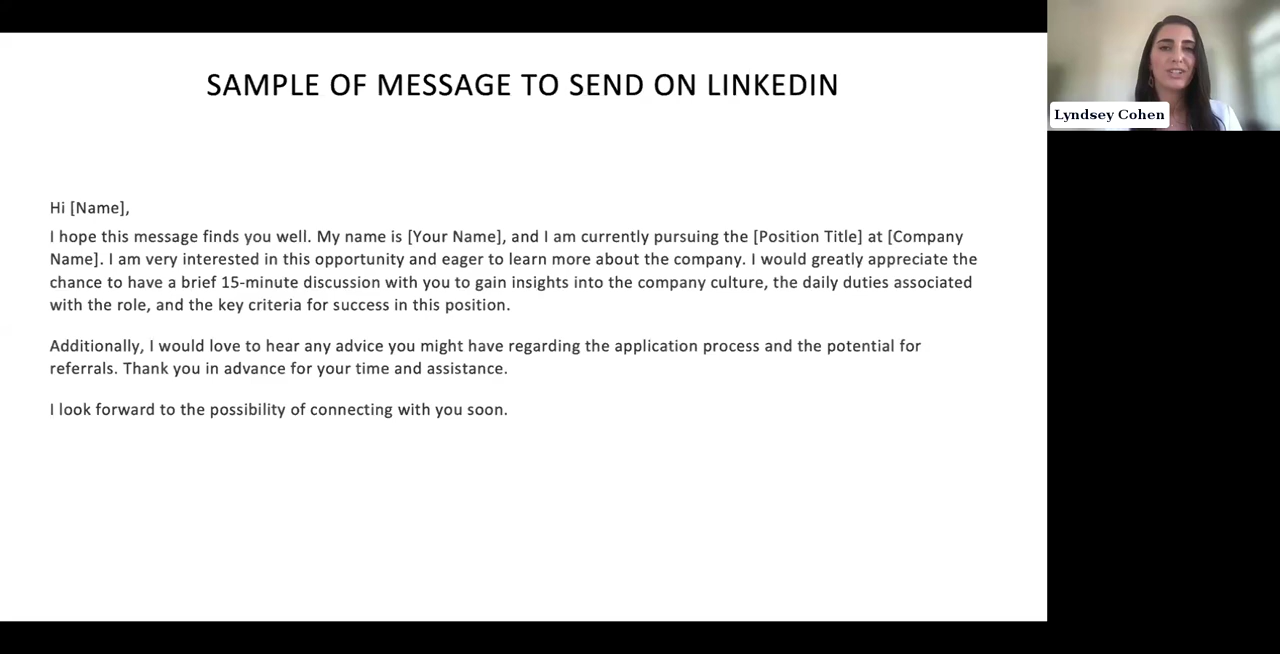 SAMPLE OF MESSAGE TO SEND ON LINKEDIN
Lyndsey Cohen
Hi [Name],
I hope this message finds you well. My name is [Your Name], and I am currently pursuing the [Position Title] at [Company
Name]. I am very interested in this opportunity and eager to learn more about the company. I would greatly appreciate the
chance to have a brief 15-minute discussion with you to gain insights into the company culture, the daily duties associated
with the role, and the key criteria for success in this position.
Additionally, I would love to hear any advice you might have regarding the application process and the potential for
referrals. Thank you in advance for your time and assistance.
I look forward to the possibility of connecting with you soon.